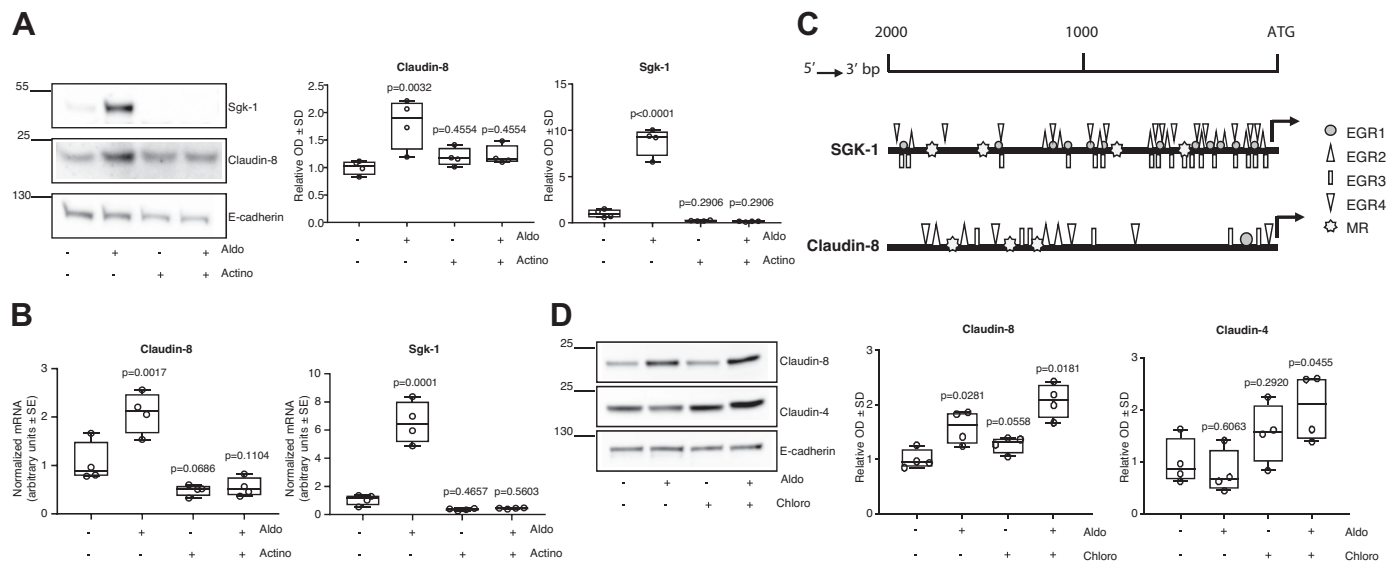 A
55
25
130
Sgk-1
Claudin-8
E-cadherin
- + - + Aldo
- - + + Actino
Claudin-8
Relative OD ± SD
2.5
2.0
1.5
1.0
0.5
0.0
p=0.0032
p=0.4554
p=0.4554
- + - + Aldo
- - + + Actino
Sgk-1
Relative OD ± SD
15
10
5
0
p<0.0001
p=0.2906
p=0.2906
- + - + Aldo
- - + + Actino
C
2000 1000 ATG
5' 3' bp
SGK-1
Claudin-8
EGR1
EGR2
EGR3
EGR4
MR
B
Claudin-8
Normalized mRNA
(arbitrary units ± SE)
3
2
1
0
p=0.0017
p=0.0686
p=0.1104
- + - + Aldo
- - + + Actino
Sgk-1
Normalized mRNA
(arbitrary units ± SE)
10
8
6
4
2
0
p=0.0001
p=0.4657
p=0.5603
- + - + Aldo
- - + + Actino
D
25
25
130
Claudin-8
Claudin-4
E-cadherin
- + - + Aldo
- - + + Chloro
Claudin-8
Relative OD ± SD
3
2
1
0
p=0.0281
p=0.0558
p=0.0181
- + - + Aldo
- - + + Chloro
Claudin-4
Relative OD ± SD
3
2
1
0
p=0.6063
p=0.2920
p=0.0455
- + - + Aldo
- - + + Chloro